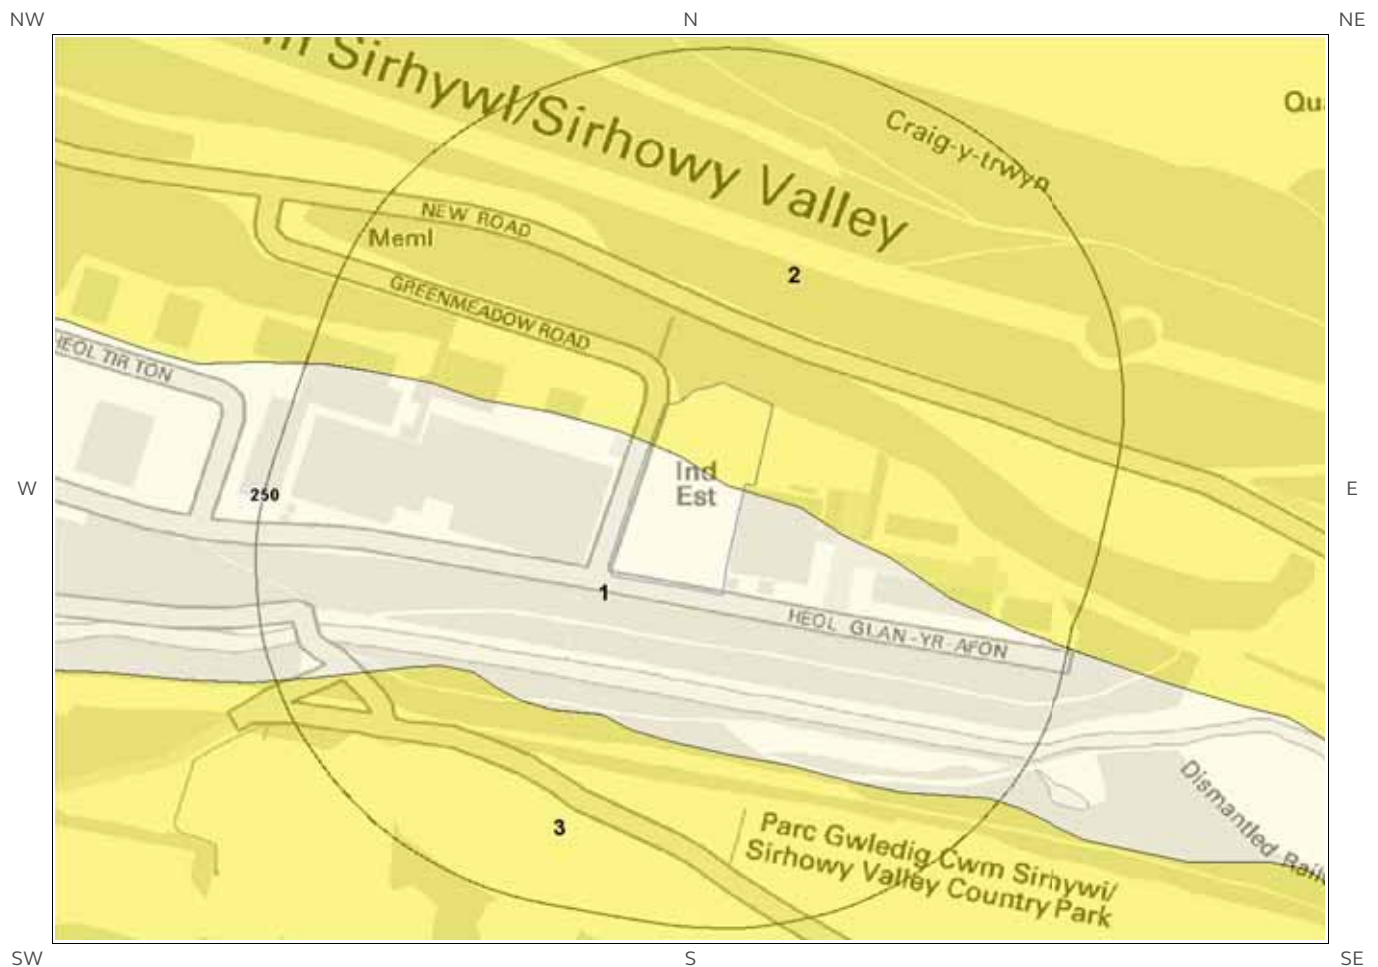 NW
N
NE
m Sirhywi/Sirhowy Valley
Craig-y-trwyn
Qu
NEW ROAD
Meml
2
GREENMEADOW ROAD
HEOL TIR TON
W
E
Ind
Est
250
1
HEOL GLAN-YR-AFON
Dismantled Rail
3
Parc Gwledig Cwm Sirhywi/
Sirhowy Valley Country Park
SW
S
SE